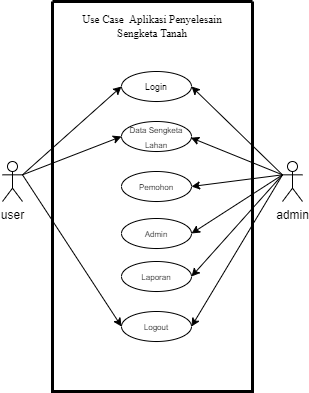 Use Case Aplikasi Penyelesain
Sengketa Tanah
Login
Data Sengketa
Lahan
Pemohon
user
admin
Admin
Laporan
Logout